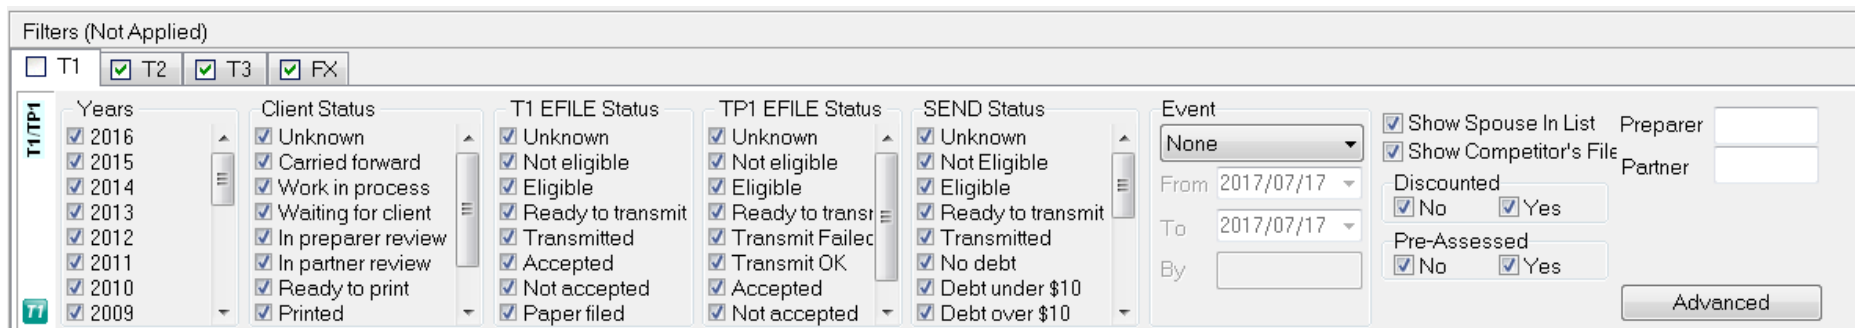 Filters (Not Applied)
T1 T2 T3 FX
T1/TP1
Years
2016
2015
2014
2013
2012
2011
2010
2009
Client Status
Unknown
Carried forward
Work in process
Waiting for client
In preparer review
In partner review
Ready to print
Printed
T1 EFILE Status
Unknown
Not eligible
Eligible
Ready to transmit
Transmitted
Accepted
Not accepted
Paper filed
TP1 EFILE Status
Unknown
Not eligible
Eligible
Ready to transr
Transmit Failec
Transmit OK
Accepted
Not accepted
SEND Status
Unknown
Not Eligible
Eligible
Ready to transmit
Transmitted
No debt
Debt under $10
Debt over $10
Event
None
From 2017/07/17
To 2017/07/17
By
Show Spouse In List
Show Competitor's File
Discounted
No Yes
Pre-Assessed
No Yes
Preparer
Partner
Advanced
T1